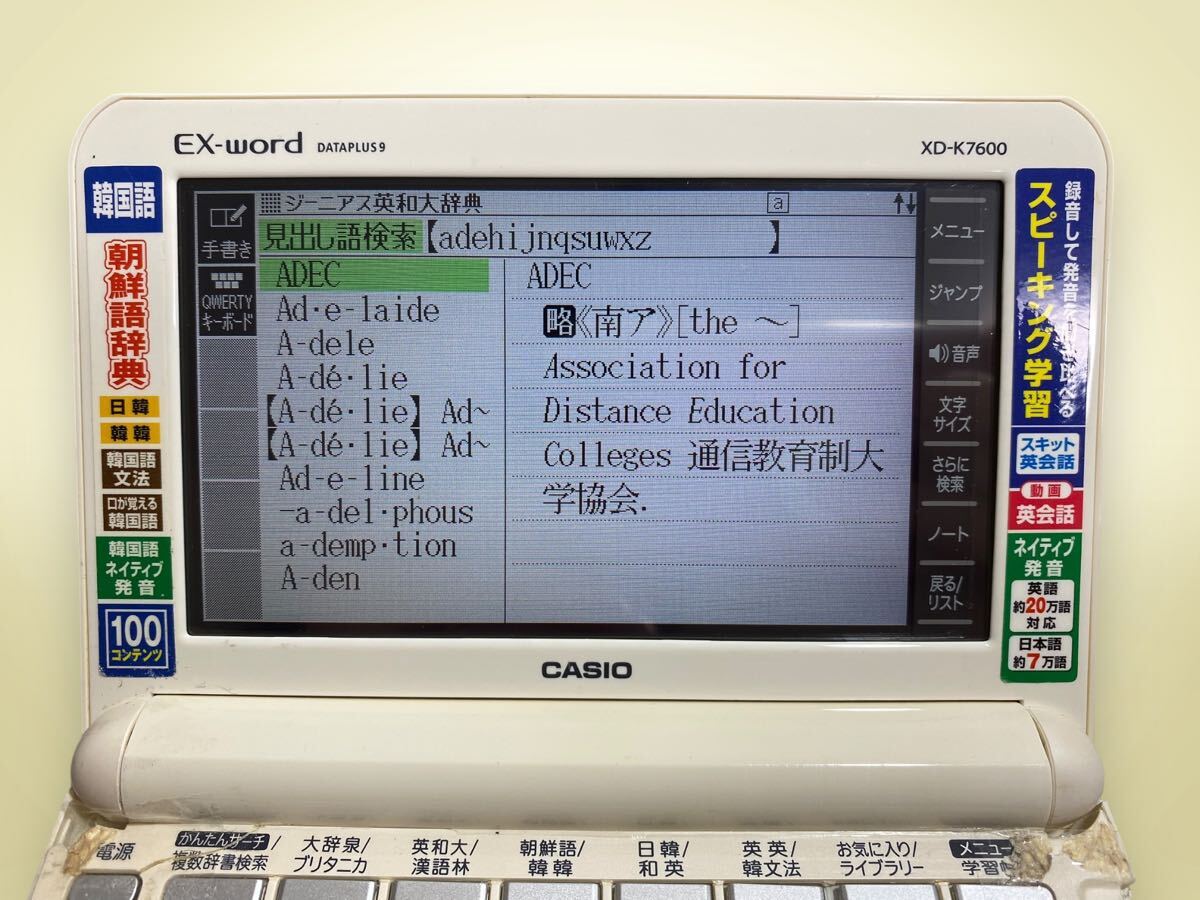 EX-word DATAPLUS9
XD-K7600
韓国語
朝鮮語辞典
日韓
韓韓
韓国語
文法
口が覚える
韓国語
韓国語
ネイティブ
発音
100
コンテンツ
手書き
QWERTY
キーボード
ジーニアス英和大辞典
a
見出し語検索【adehijnqsuwxz 】
ADEC
Ad·e-laide
A-dele
A-dé·lie
【A-dé·lie】 Ad~
【A-dé·lie】 Ad~
Ad-e-line
-a-del·phous
a-demp·tion
A-den
ADEC
略《南ア》[the ～]
Association for
Distance Education
Colleges 通信教育制大
学協会.
メニュー
ジャンプ
音声
文字
サイズ
さらに
検索
ノート
戻る/
リスト
録音して発音を
べる
スピーキング学習
スキット
英会話
動画
英会話
ネイティブ
発音
英語
約20万語
対応
日本語
約7万語
CASIO
電源
かんたんサーチ/
複数辞書検索
大辞泉/
ブリタニカ
英和大/
漢語林
朝鮮語/
韓韓
日韓/
和英
英英/
韓文法
お気に入り/
ライブラリー
メニュー
学習